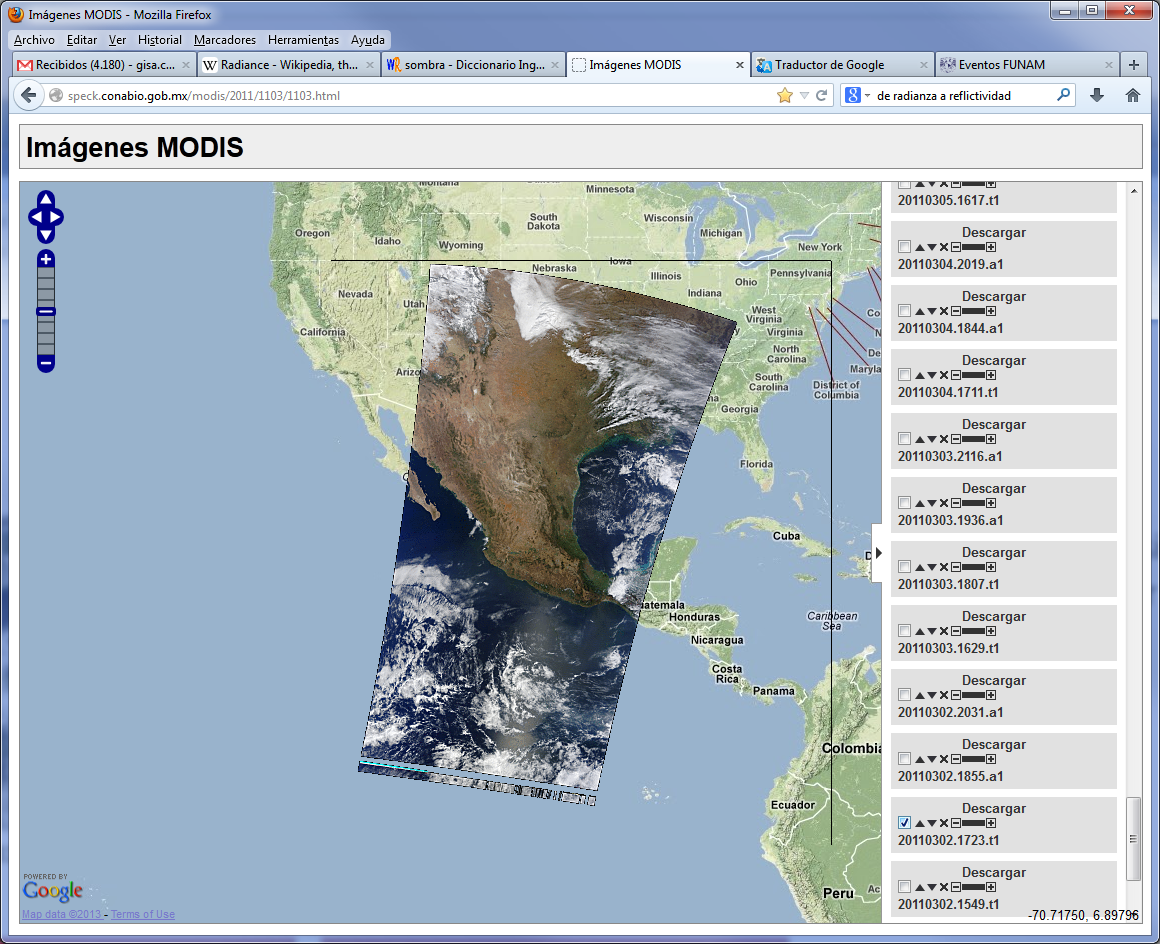 Imágenes MODIS - Mozilla Firefox
Archivo Editar Ver Historial Marcadores Herramientas Ayuda
Recibidos (4.180) - gisa.c... × Radiance - Wikipedia, th... × sombra - Diccionario Ing... × Imágenes MODIS × Traductor de Google × Eventos FUNAM × +
speck.conabio.gob.mx/modis/2011/1103/1103.html de radianza a reflectividad
Imágenes MODIS
Montana
Minnesota
Oregon
Idaho
South
Dakota
Wyoming
Wisconsin
Michigan
New York
Nebraska
Iowa
Illinois
Indiana
Ohio
Pennsylvania
Nevada
Utah
California
West
Virginia
Virginia
Arizo
North
Carolina
South
Carolina
Georgia
District of
Columbia
Maryla
Florida
Cuba
Guatemala
Honduras
Nicaragua
Caribbean
Sea
Costa
Rica
Panama
Colombia
Ecuador
Peru
POWERED BY
Google
Map data ©2013 - Terms of Use
20110305.1617.t1
Descargar
20110304.2019.a1
Descargar
20110304.1844.a1
Descargar
20110304.1711.t1
Descargar
20110303.2116.a1
Descargar
20110303.1936.a1
Descargar
20110303.1807.t1
Descargar
20110303.1629.t1
Descargar
20110302.2031.a1
Descargar
20110302.1855.a1
Descargar
20110302.1723.t1
Descargar
20110302.1549.t1
-70.71750, 6.89796